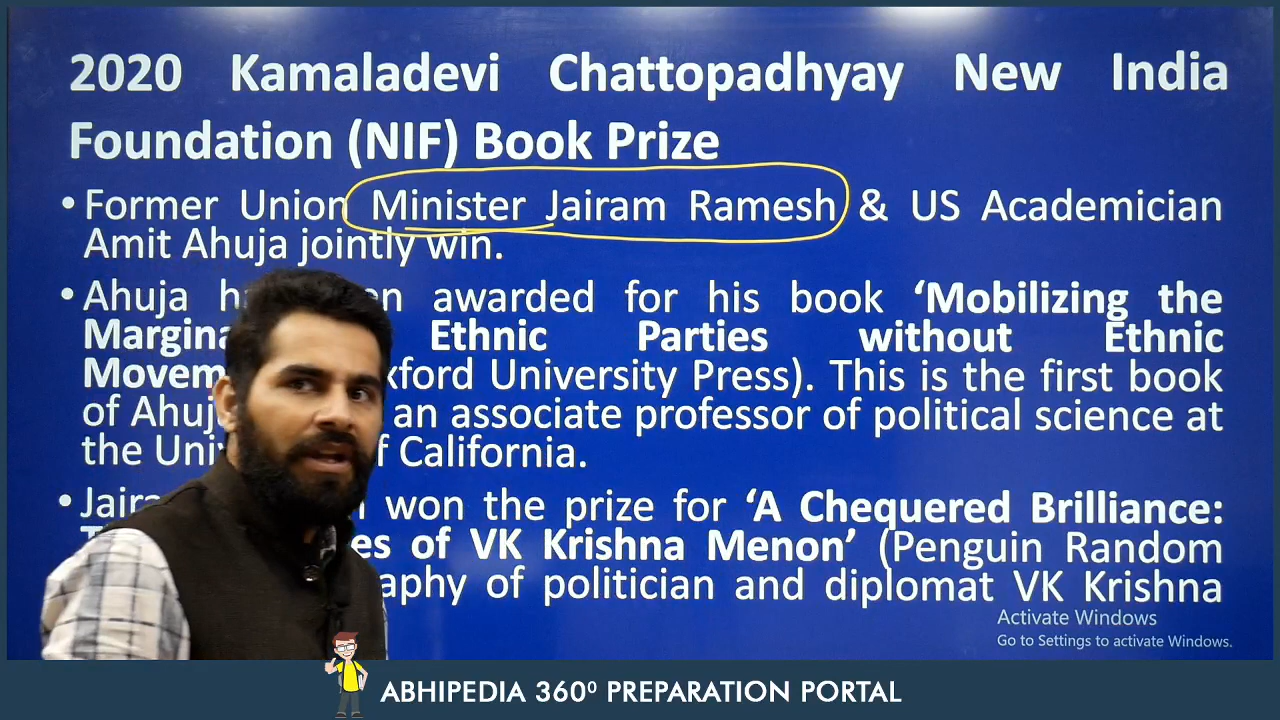 2020 Kamaladevi Chattopadhyay New India
Foundation (NIF) Book Prize
• Former Union Minister Jairam Ramesh & US Academician
Amit Ahuja jointly win.
• Ahuja awarded for his book ‘Mobilizing the
Ethnic Parties without Ethnic
Oxford University Press). This is the first book
of an associate professor of political science at
the of California.
• won the prize for ‘A Chequered Brilliance:
of VK Krishna Menon’ (Penguin Random
of politician and diplomat VK Krishna
Activate Windows
Go to Settings to activate Windows.
ABHIPEDIA 360⁰ PREPARATION PORTAL